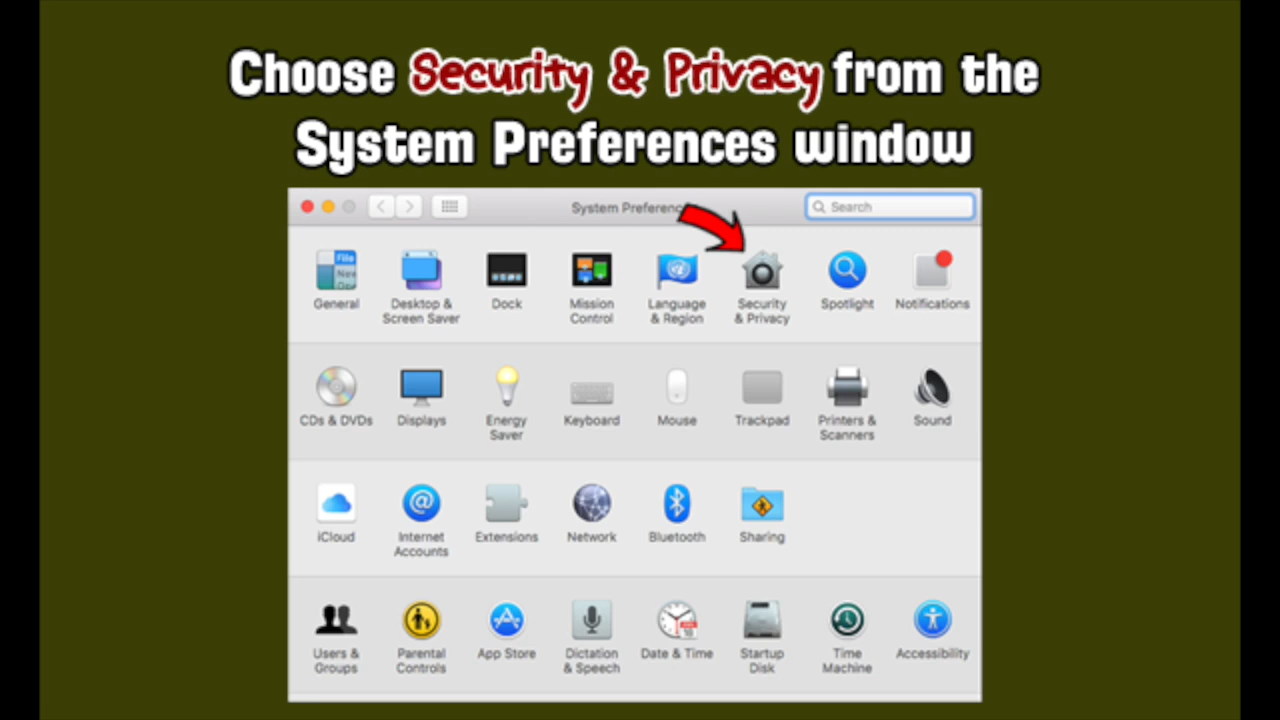 Choose Security & Privacy from the
System Preferences window
System Preferenc
Search
File
New
General
Desktop &
Screen Saver
Dock
Mission
Control
Language
& Region
Security
& Privacy
Spotlight
Notifications
CDs & DVDs
Displays
Energy
Saver
Keyboard
Mouse
Trackpad
Printers &
Scanners
Sound
iCloud
@
Internet
Accounts
Extensions
Network
Bluetooth
Sharing
Users &
Groups
Parental
Controls
App Store
Dictation
& Speech
18
Date & Time
Startup
Disk
Time
Machine
Accessibility